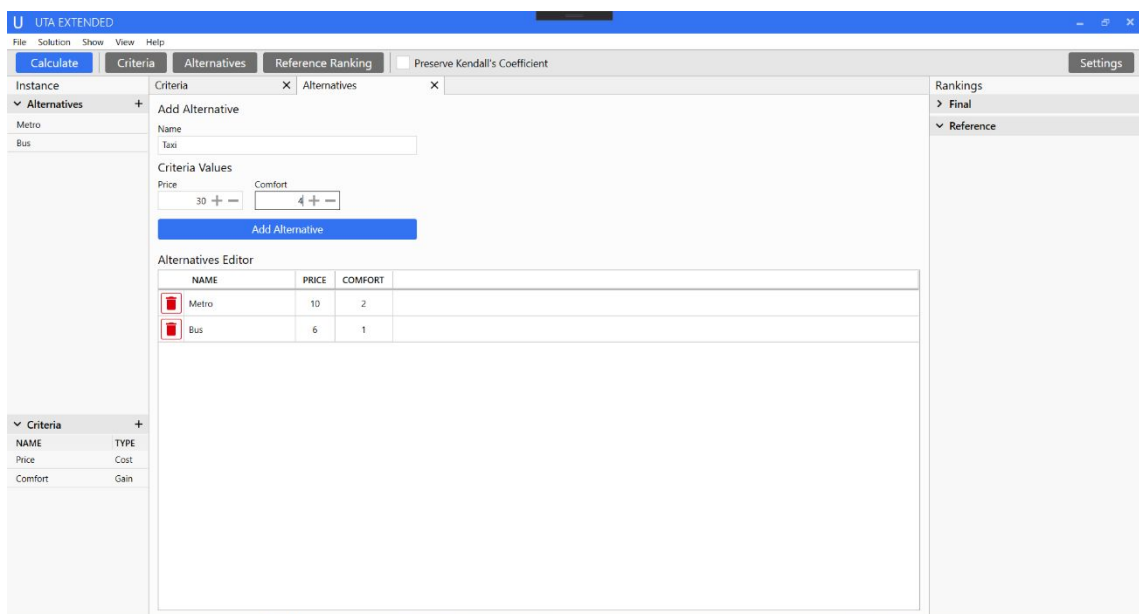 U UTA EXTENDED
File Solution Show View Help
Calculate Criteria Alternatives Reference Ranking Preserve Kendall's Coefficient Settings
Instance Criteria Alternatives Rankings
Alternatives + Final
Add Alternative
Metro Name Reference
Bus Taxi
Criteria Values
Price Comfort
30 4
Add Alternative
Alternatives Editor
NAME PRICE COMFORT
Metro 10 2
Bus 6 1
Criteria +
NAME TYPE
Price Cost
Comfort Gain